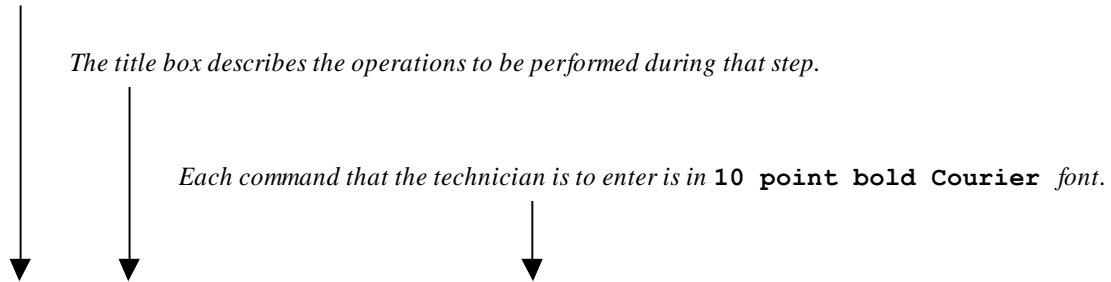 The title box describes the operations to be performed during that step.
Each command that the technician is to enter is in 10 point bold Courier font.